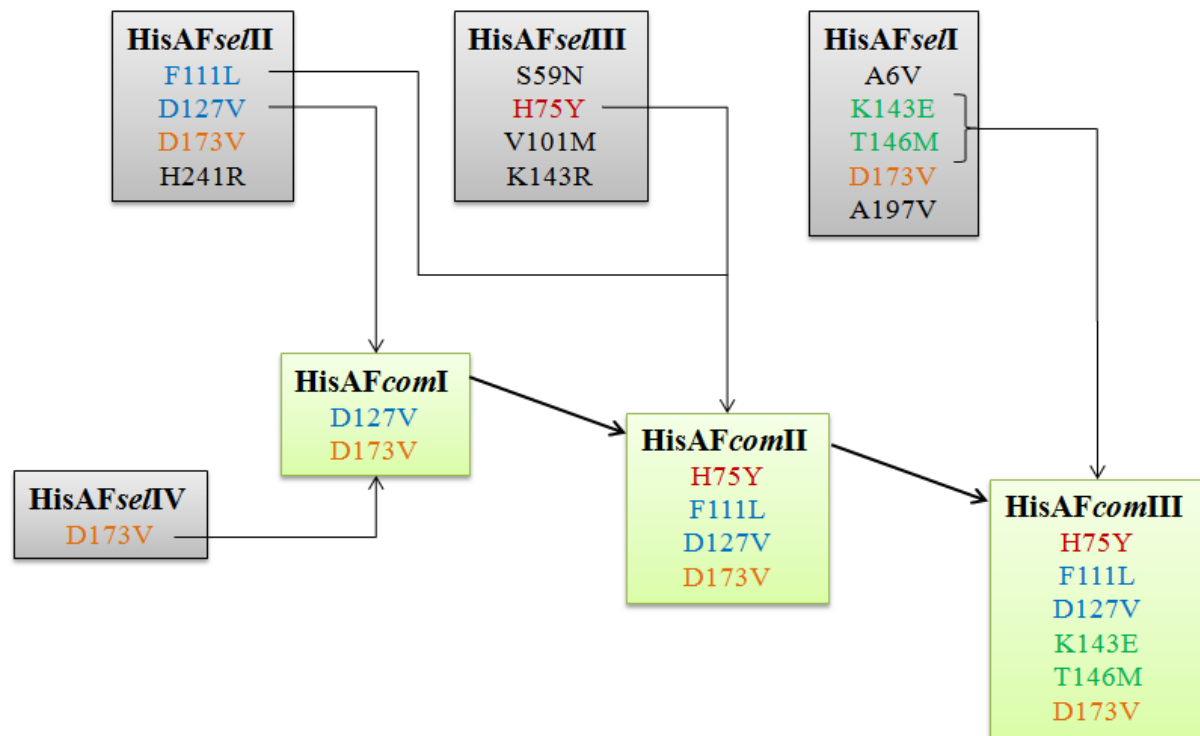 HisAFselII
F111L
D127V
D173V
H241R
HisAFselIII
S59N
H75Y
V101M
K143R
HisAFselI
A6V
K143E
T146M
D173V
A197V
HisAFcomI
D127V
D173V
HisAFselIV
D173V
HisAFcomII
H75Y
F111L
D127V
D173V
HisAFcomIII
H75Y
F111L
D127V
K143E
T146M
D173V